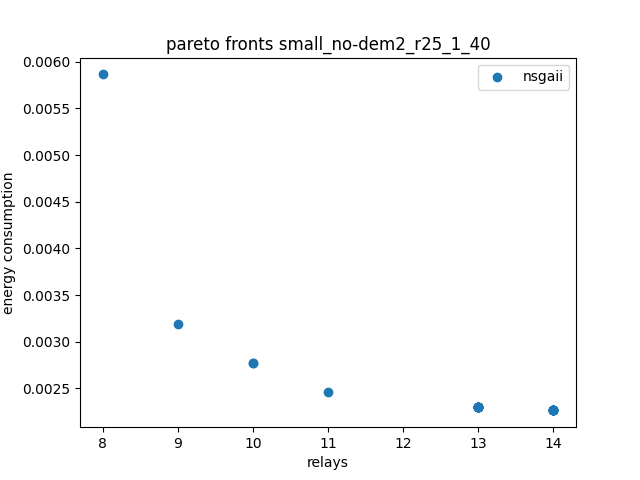 pareto fronts small_no-dem2_r25_1_40
nsgaii
0.0060
0.0055
0.0050
0.0045
0.0040
0.0035
0.0030
0.0025
energy consumption
8 9 10 11 12 13 14
relays